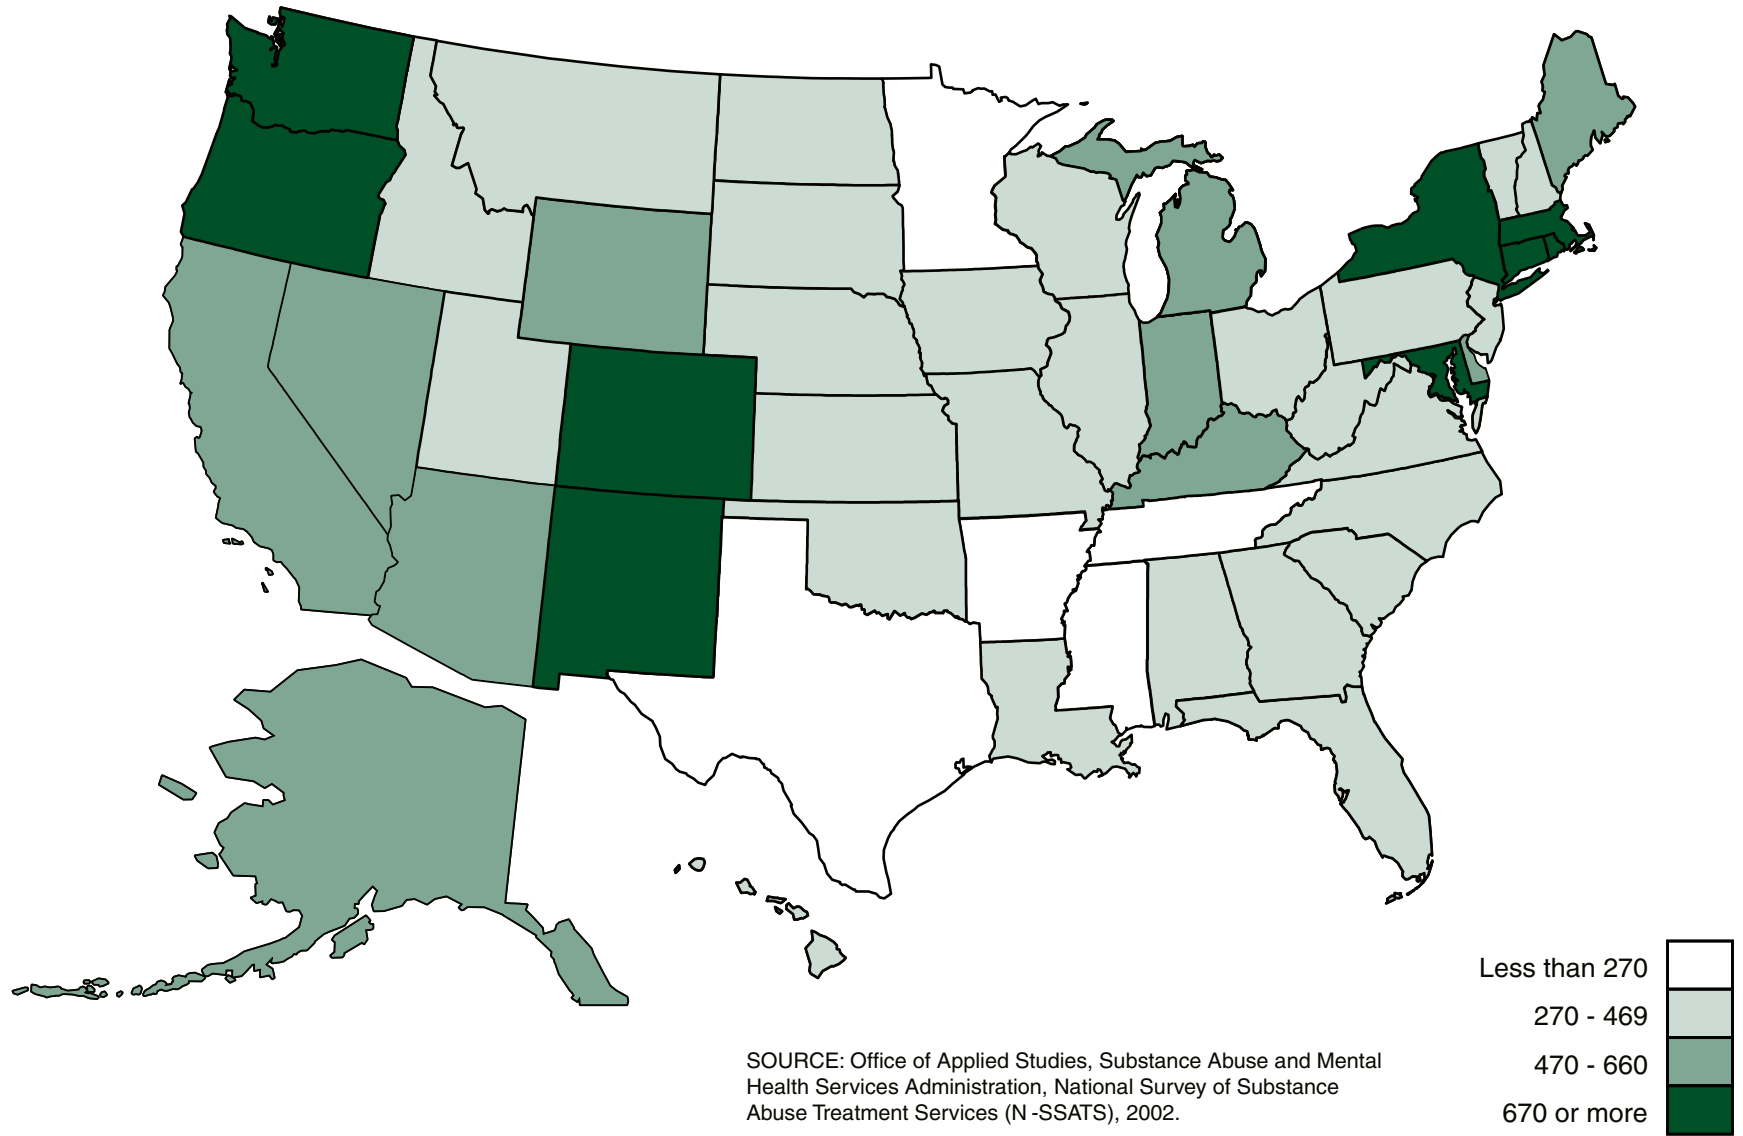 Less than 270
270 - 469
470 - 660
670 or more
SOURCE: Office of Applied Studies, Substance Abuse and Mental
Health Services Administration, National Survey of Substance
Abuse Treatment Services (N -SSATS), 2002.